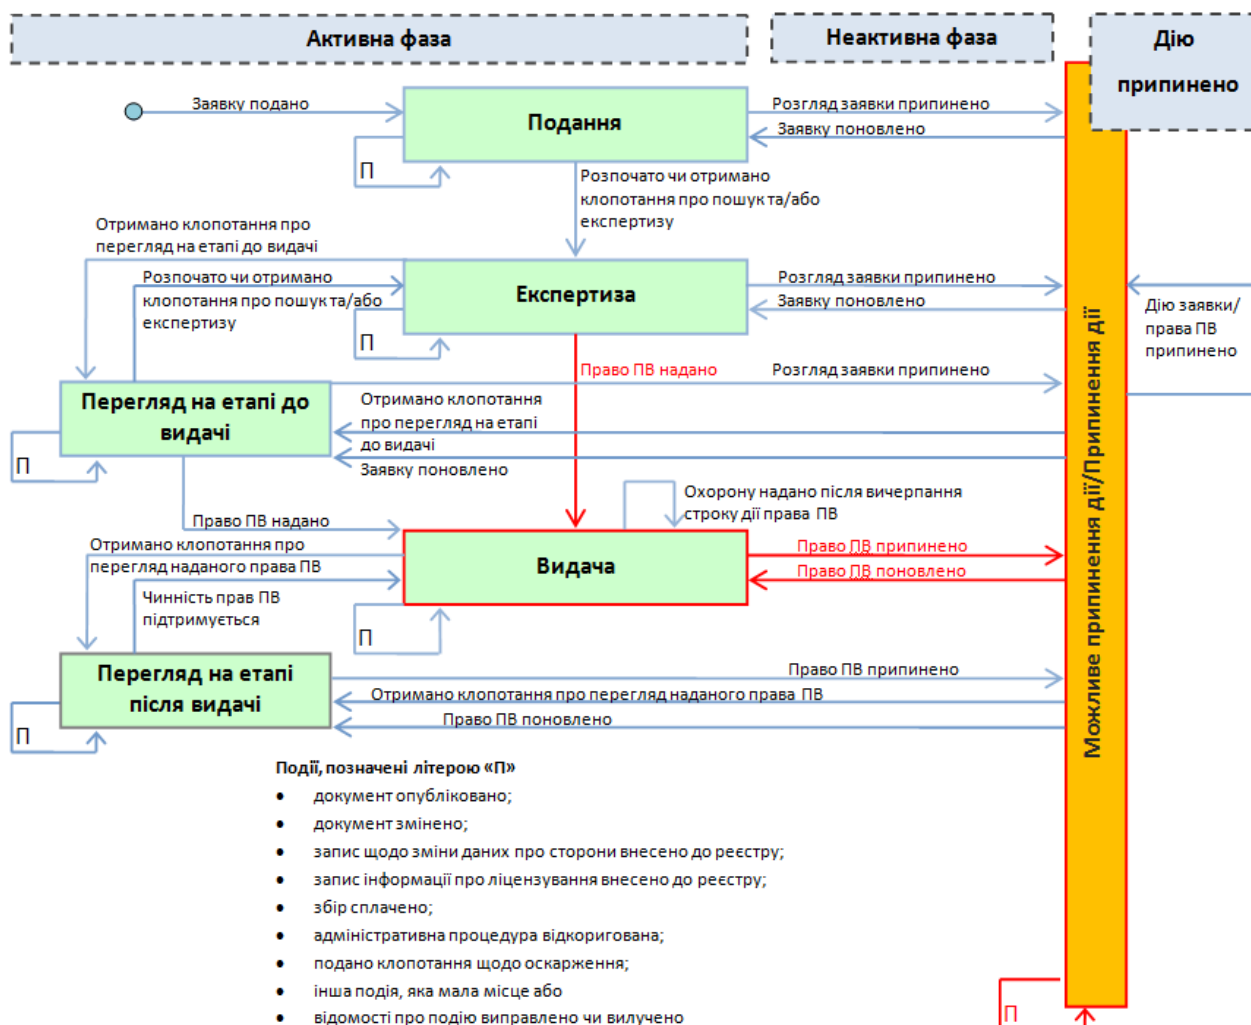 Активна фаза
Неактивна фаза
Дію
припинено
Заявку подано
Подання
Розгляд заявки припинено
Заявку поновлено
П
Розпочато чи отримано
клопотання про пошук та/або
експертизу
Отримано клопотання про
перегляд на етапі до видачі
Розпочато чи отримано
клопотання про пошук та/або
експертизу
Експертиза
Розгляд заявки припинено
Заявку поновлено
П
Дію заявки/
права ПВ
припинено
Право ПВ надано
Розгляд заявки припинено
Перегляд на етапі до
видачі
Отримано клопотання
про перегляд на етапі
до видачі
Заявку поновлено
П
Право ПВ надано
Охорону надано після вичерпання
строку дії права ПВ
Отримано клопотання про
перегляд наданого права ПВ
Видача
Право ПВ припинено
Право ПВ поновлено
Чинність прав ПВ
підтримується
П
Перегляд на етапі
після видачі
Право ПВ припинено
Отримано клопотання про перегляд наданого права ПВ
Право ПВ поновлено
П
Можливе припинення дії/Припинення дії
Події, позначені літерою «П»
• документ опубліковано;
• документ змінено;
• запис щодо зміни даних про сторони внесено до реєстру;
• запис інформації про ліцензування внесено до реєстру;
• збір сплачено;
• адміністративна процедура відкоригована;
• подано клопотання щодо оскарження;
• інша подія, яка мала місце або
• відомості про подію виправлено чи вилучено
П